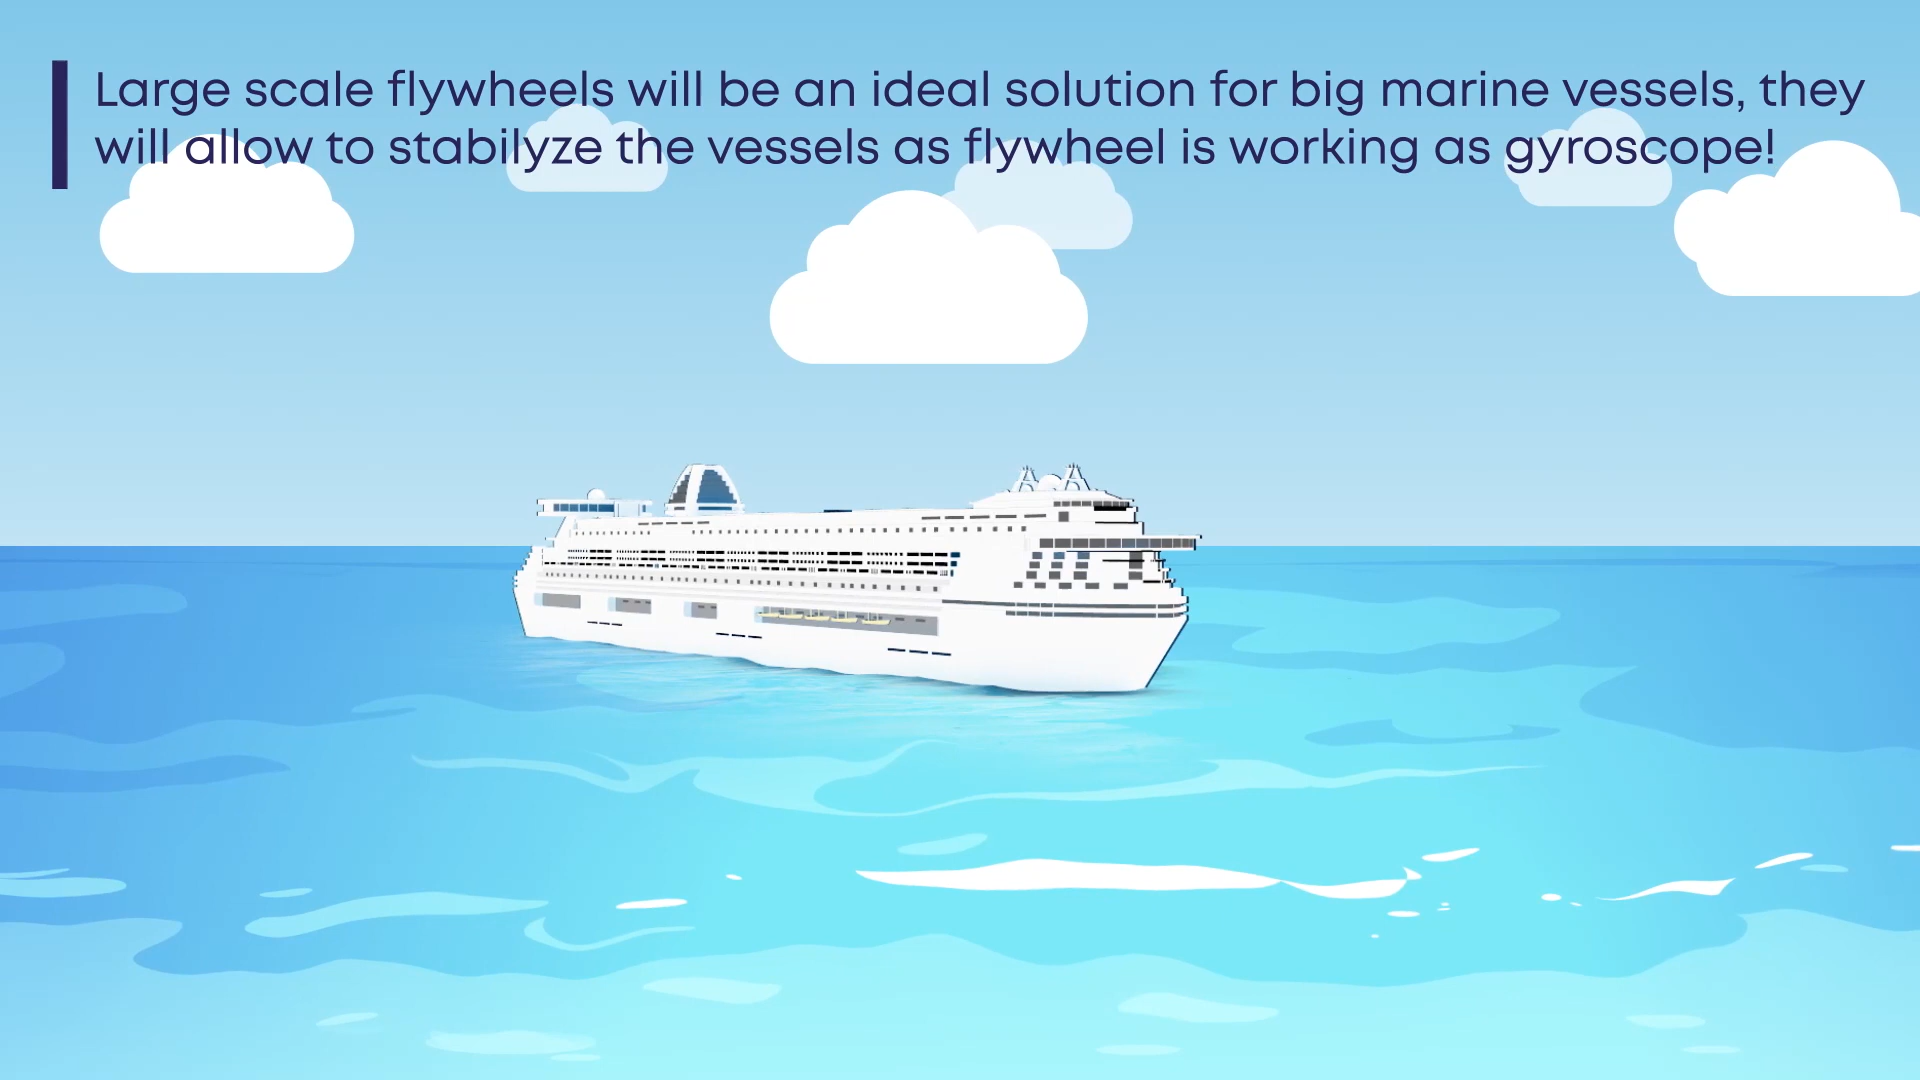 Large scale flywheels will be an ideal solution for big marine vessels, they
will allow to stabilyze the vessels as flywheel is working as gyroscope!